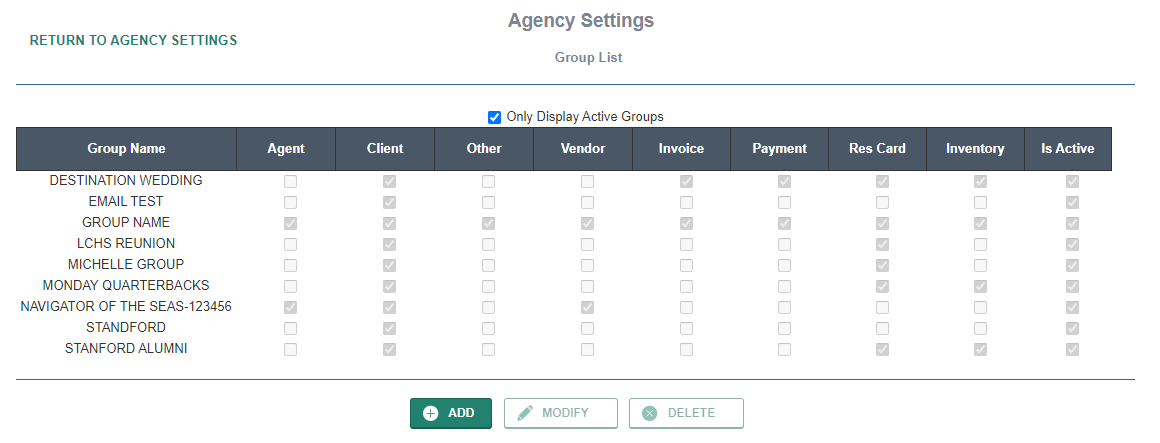 Agency Settings
RETURN TO AGENCY SETTINGS
Group List
Only Display Active Groups
Group Name Agent Client Other Vendor Invoice Payment Res Card Inventory Is Active
DESTINATION WEDDING
EMAIL TEST
GROUP NAME
LCHS REUNION
MICHELLE GROUP
MONDAY QUARTERBACKS
NAVIGATOR OF THE SEAS-123456
STANDFORD
STANFORD ALUMNI
ADD MODIFY DELETE